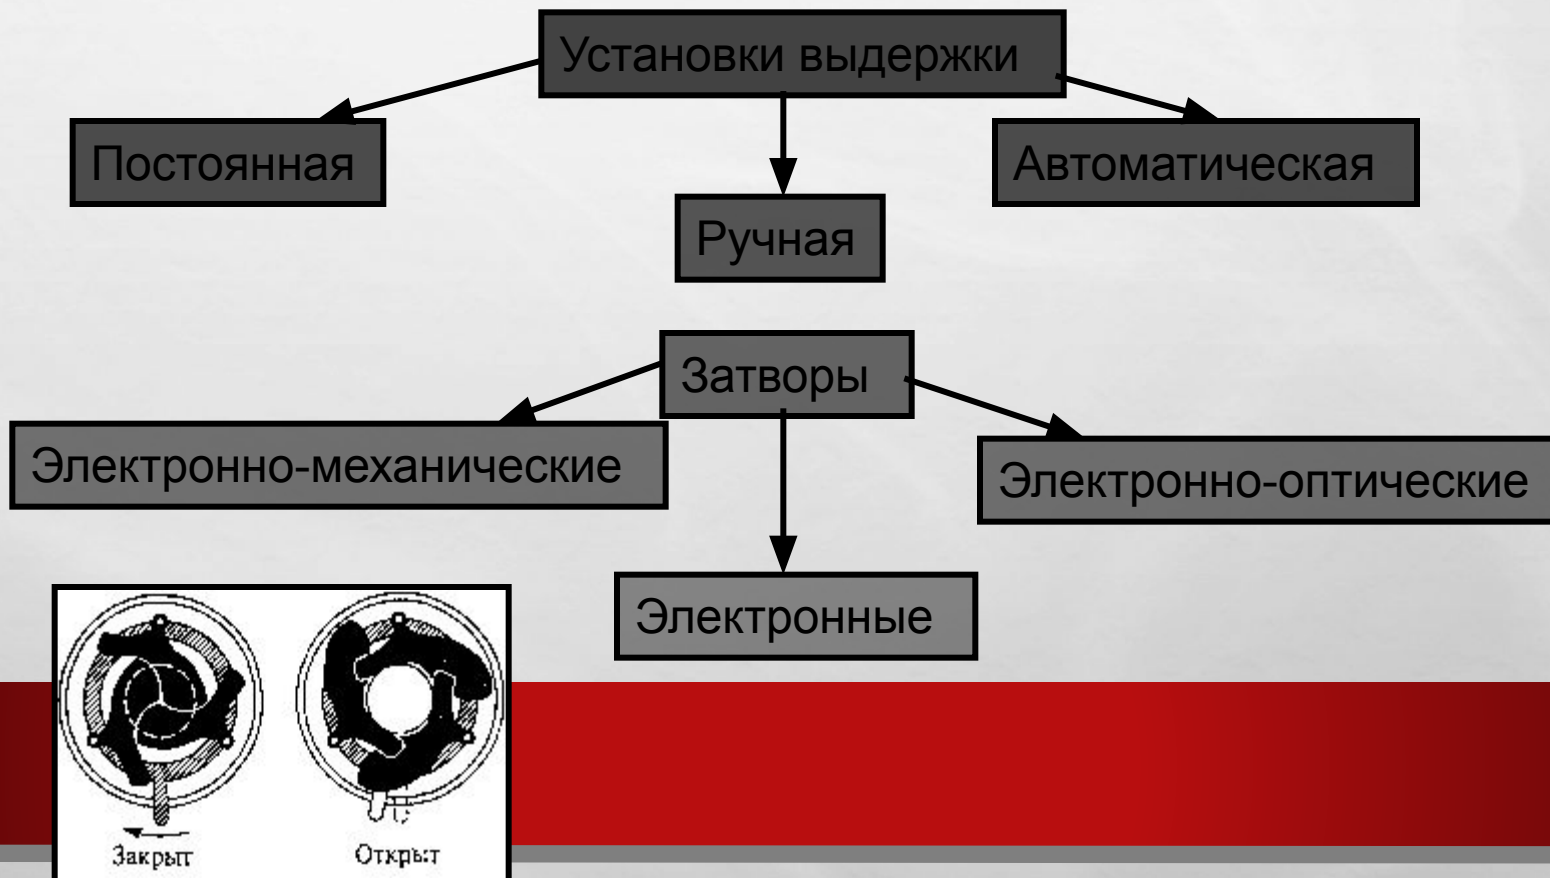 Установки выдержки
Постоянная
Автоматическая
Ручная
Затворы
Электронно-механические
Электронно-оптические
Электронные
Закрыт
Открыт